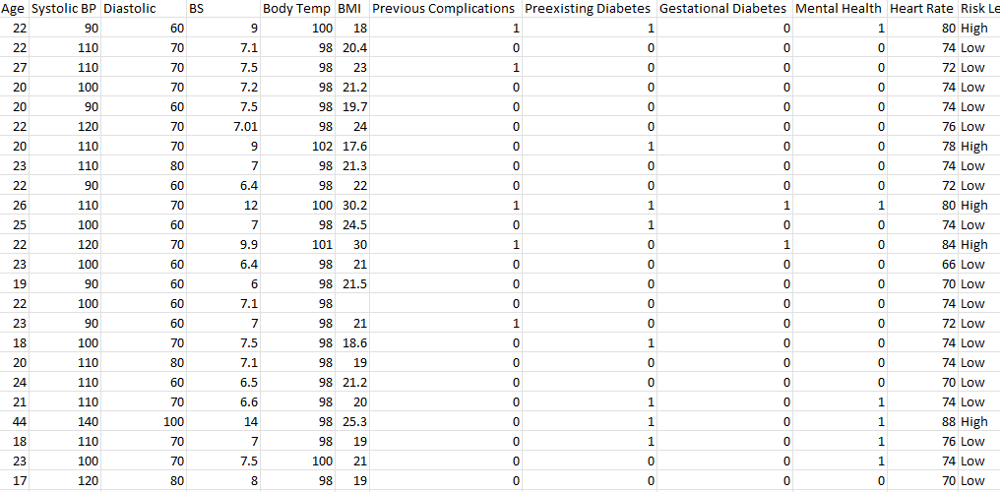 Age Systolic BP Diastolic BS Body Temp BMI Previous Complications Preexisting Diabetes Gestational Diabetes Mental Health Heart Rate Risk Le
22 90 60 9 100 18 1 1 0 1 80 High
22 110 70 7.1 98 20.4 0 0 0 0 74 Low
27 110 70 7.5 98 23 1 0 0 0 72 Low
20 100 70 7.2 98 21.2 0 0 0 0 74 Low
20 90 60 7.5 98 19.7 0 0 0 0 74 Low
22 120 70 7.01 98 24 0 0 0 0 76 Low
20 110 70 9 102 17.6 0 1 0 0 78 High
23 110 80 7 98 21.3 0 0 0 0 74 Low
22 90 60 6.4 98 22 0 0 0 0 72 Low
26 110 70 12 100 30.2 1 1 1 1 80 High
25 100 60 7 98 24.5 0 1 0 0 74 Low
22 120 70 9.9 101 30 1 0 1 0 84 High
23 100 60 6.4 98 21 0 0 0 0 66 Low
19 90 60 6 98 21.5 0 0 0 0 70 Low
22 100 60 7.1 98 0 0 0 0 74 Low
23 90 60 7 98 21 1 0 0 0 72 Low
18 100 70 7.5 98 18.6 0 1 0 0 74 Low
20 110 80 7.1 98 19 0 0 0 0 74 Low
24 110 60 6.5 98 21.2 0 0 0 0 70 Low
21 110 70 6.6 98 20 0 1 0 1 74 Low
44 140 100 14 98 25.3 0 1 0 1 88 High
18 110 70 7 98 19 0 1 0 1 76 Low
23 100 70 7.5 100 21 0 0 0 1 74 Low
17 120 80 8 98 19 0 0 0 0 70 Low